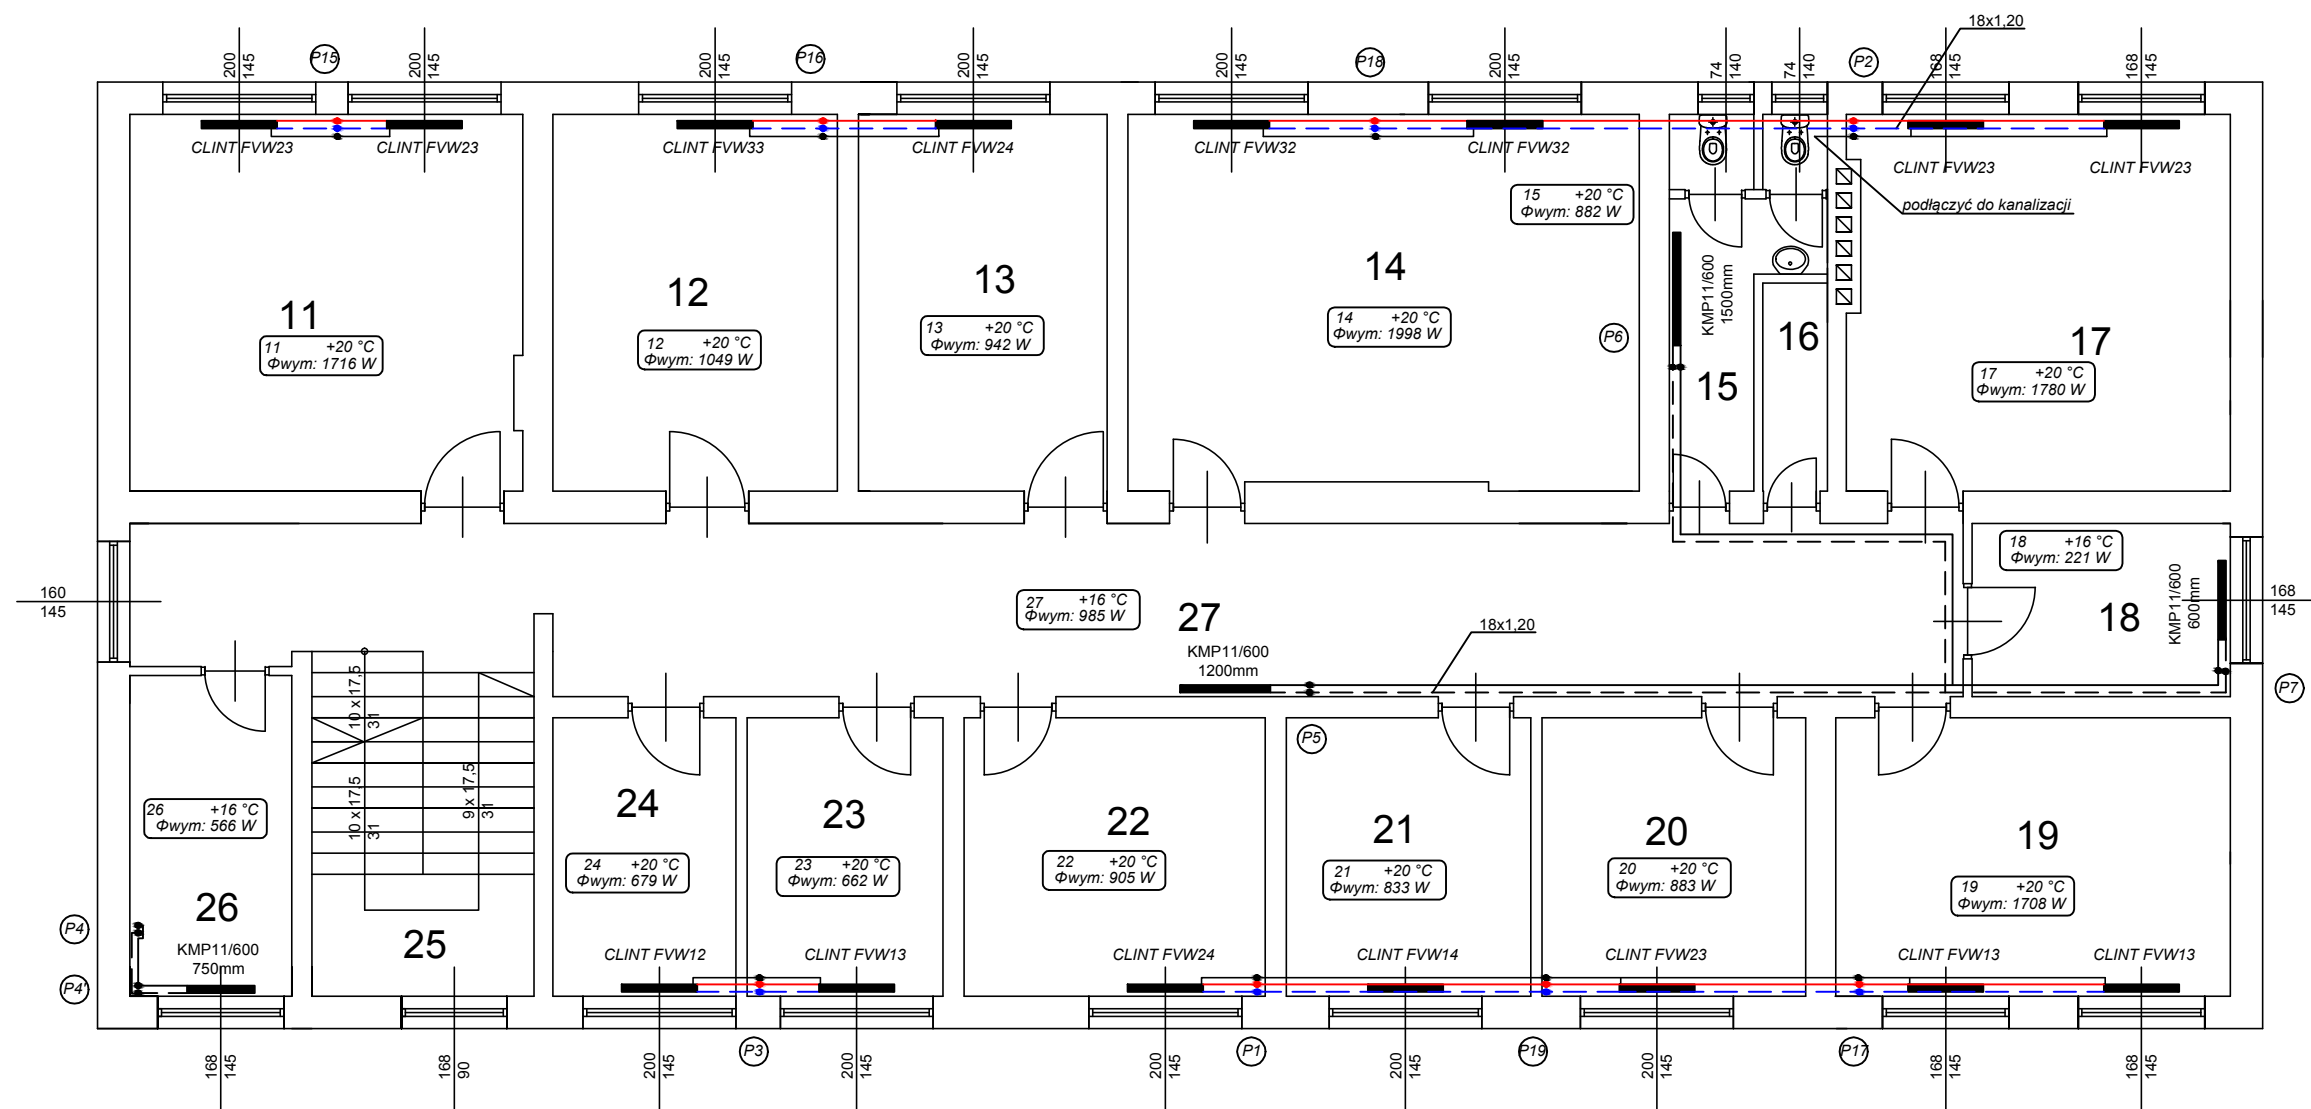 18x1,20
200
145
P15
200
145
200
145
P16
200
145
200
145
P18
200
145
74
140
74
140
P2
168
145
168
145
CLINT FVW23
CLINT FVW23
CLINT FVW33
CLINT FVW24
CLINT FVW32
CLINT FVW32
CLINT FVW23
CLINT FVW23
podłączyć do kanalizacji
15 +20 °C
Φwym: 882 W
11
11 +20 °C
Φwym: 1716 W
12
12 +20 °C
Φwym: 1049 W
13
13 +20 °C
Φwym: 942 W
14
14 +20 °C
Φwym: 1998 W
P6
KMP11/600
1500mm
15
16
17
17 +20 °C
Φwym: 1780 W
160
145
27 +16 °C
Φwym: 985 W
27
KMP11/600
1200mm
18x1,20
18 +16 °C
Φwym: 221 W
18
KMP11/600
600mm
168
145
P7
P5
10 x 17,5
31
10 x 17,5
31
9 x 17,5
31
26 +16 °C
Φwym: 566 W
26
KMP11/600
750mm
P4
P4'
25
24
24 +20 °C
Φwym: 679 W
23
23 +20 °C
Φwym: 662 W
22
22 +20 °C
Φwym: 905 W
21
21 +20 °C
Φwym: 833 W
20
20 +20 °C
Φwym: 883 W
19
19 +20 °C
Φwym: 1708 W
CLINT FVW12
CLINT FVW13
CLINT FVW24
CLINT FVW14
CLINT FVW23
CLINT FVW13
CLINT FVW13
168
145
168
90
200
145
P3
200
145
200
145
P1
200
145
P19
200
145
P17
168
145
168
145